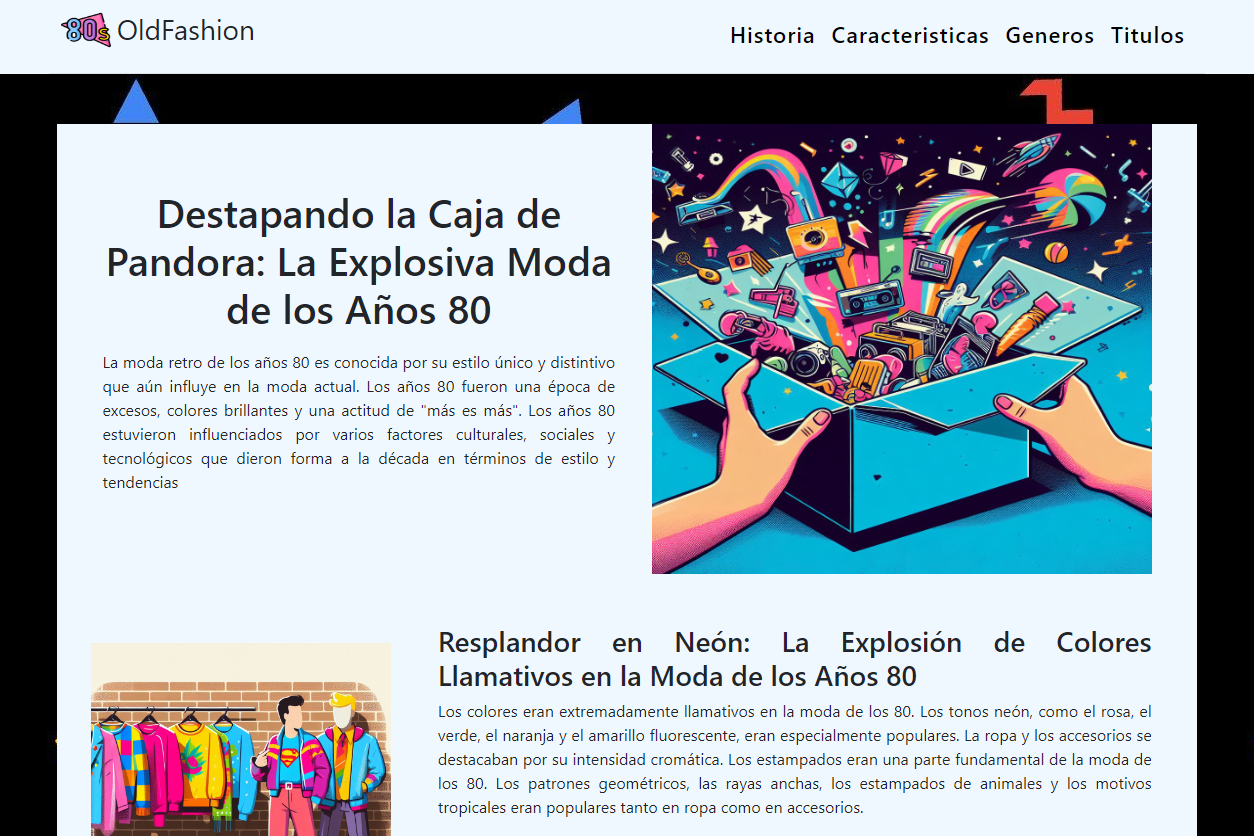 80s OldFashion
Historia Caracteristicas Generos Titulos
Destapando la Caja de
Pandora: La Explosiva Moda
de los Años 80
La moda retro de los años 80 es conocida por su estilo único y distintivo
que aún influye en la moda actual. Los años 80 fueron una época de
excesos, colores brillantes y una actitud de "más es más". Los años 80
estuvieron influenciados por varios factores culturales, sociales y
tecnológicos que dieron forma a la década en términos de estilo y
tendencias
Resplandor en Neón: La Explosión de Colores
Llamativos en la Moda de los Años 80
Los colores eran extremadamente llamativos en la moda de los 80. Los tonos neón, como el rosa, el
verde, el naranja y el amarillo fluorescente, eran especialmente populares. La ropa y los accesorios se
destacaban por su intensidad cromática. Los estampados eran una parte fundamental de la moda de
los 80. Los patrones geométricos, las rayas anchas, los estampados de animales y los motivos
tropicales eran populares tanto en ropa como en accesorios.